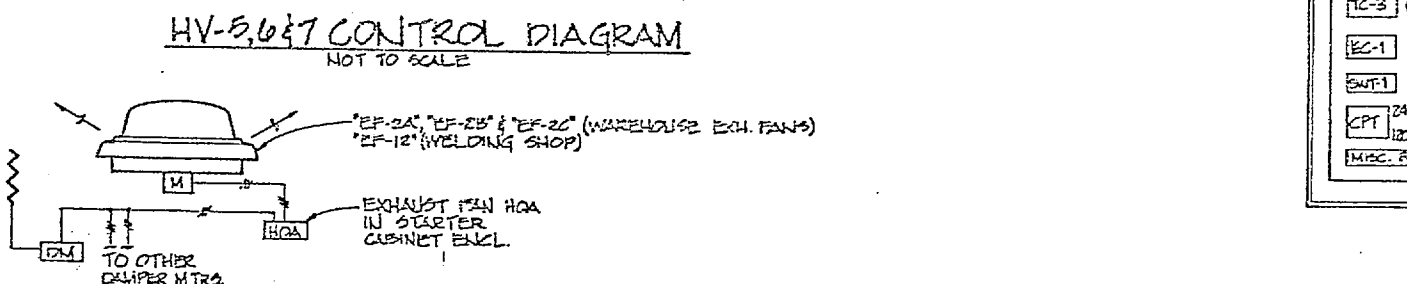 HV-5,6&7 CONTROL DIAGRAM
NOT TO SCALE
"EF-2A", "EF-2B" & "EF-2C" (WAREHOUSE EXH. FANS)
"EF-12" (WELDING SHOP)
M
EXHAUST FAN HOA
IN STARTER
CABINET ENCL.
HOA
DM
TO OTHER
DAMPER MTRS
TC-3
EC-1
SWT-1
CPT
MISC.